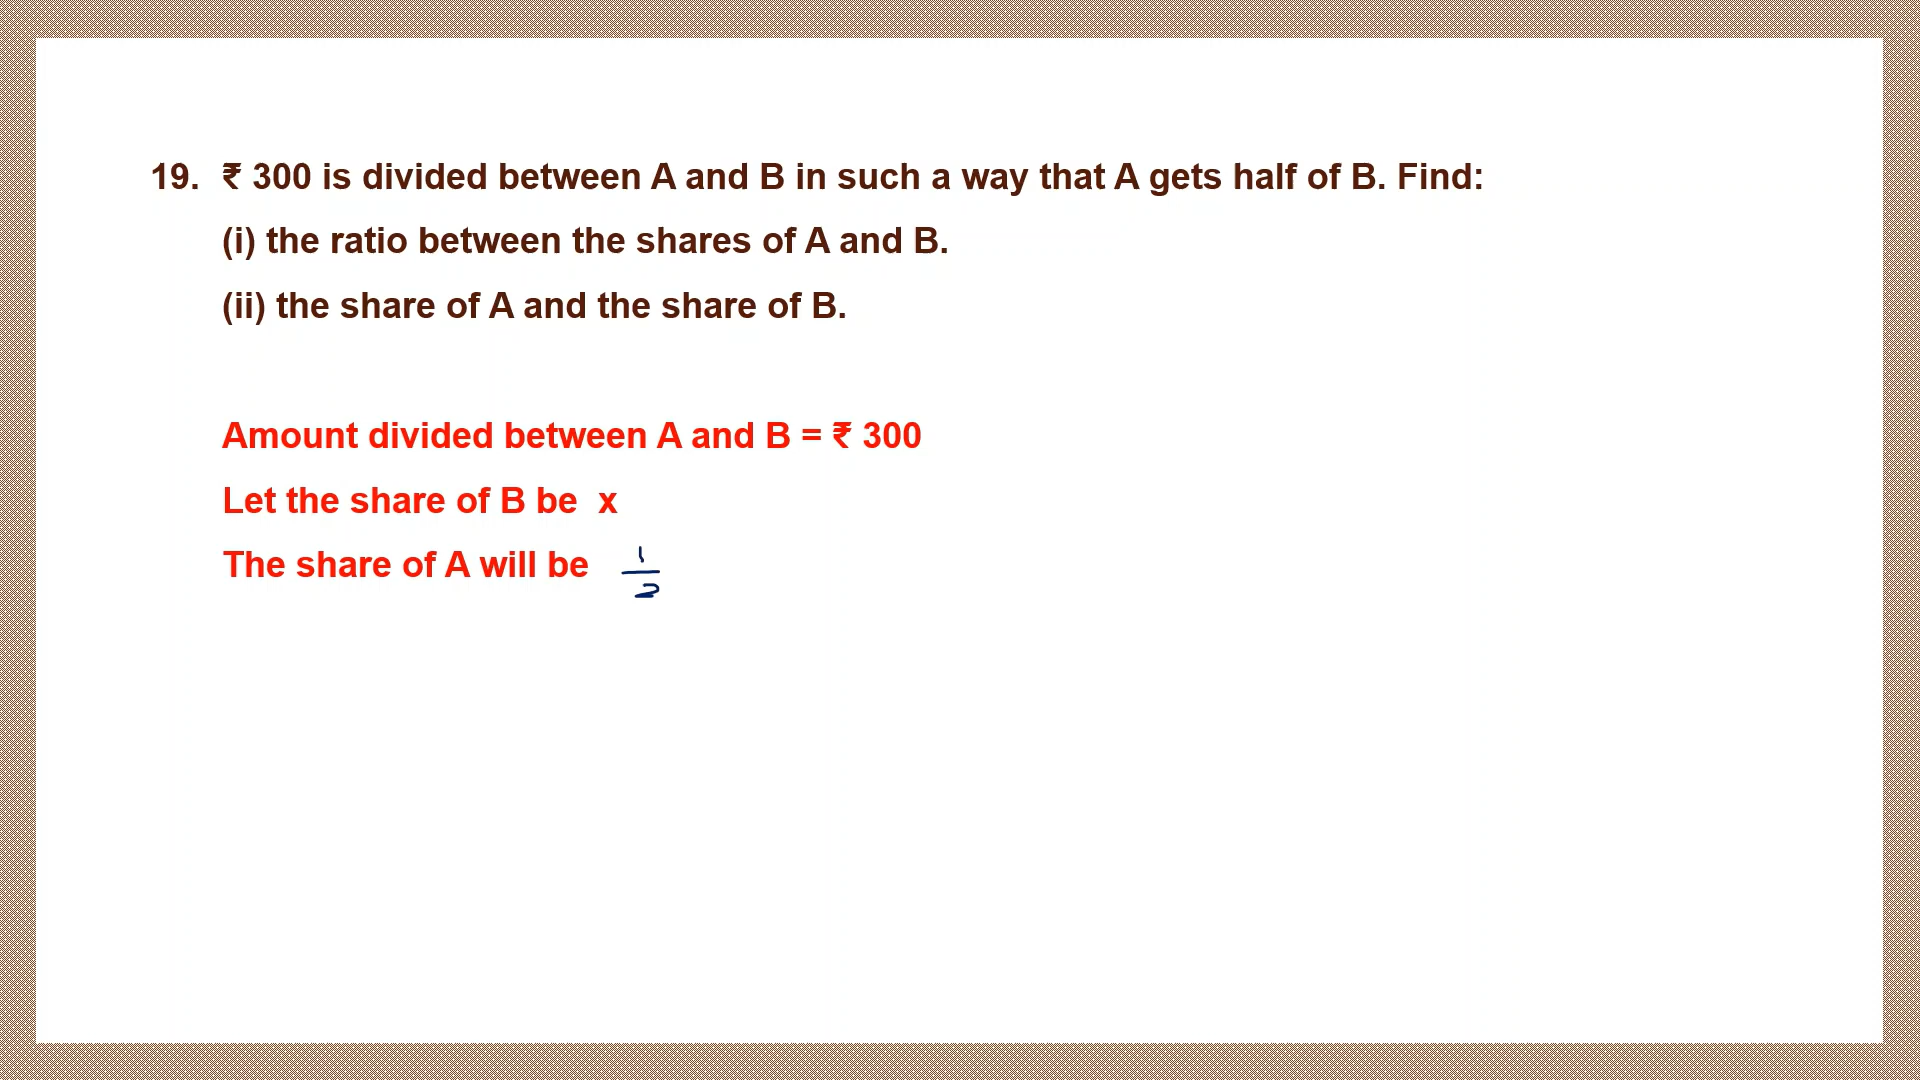 19. ₹ 300 is divided between A and B in such a way that A gets half of B. Find:
(i) the ratio between the shares of A and B.
(ii) the share of A and the share of B.
Amount divided between A and B = ₹ 300
Let the share of B be x
The share of A will be 1/2